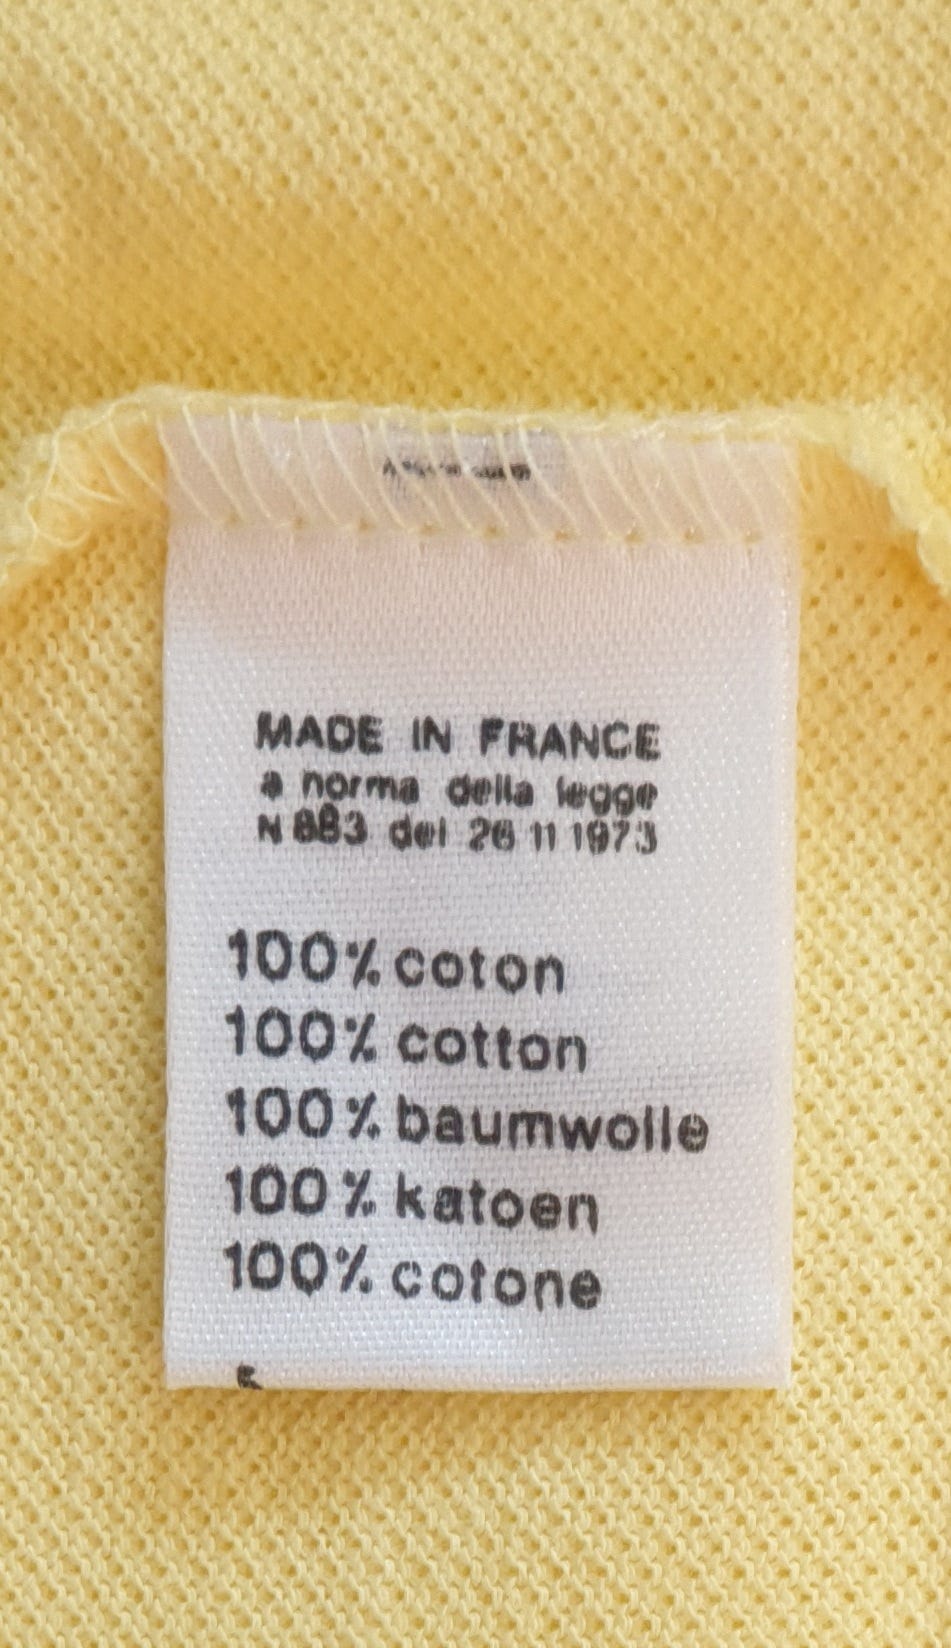 MADE IN FRANCE
a norma della legge
N 883 del 26 11 1973
100% coton
100% cotton
100% baumwolle
100% katoen
100% cotone